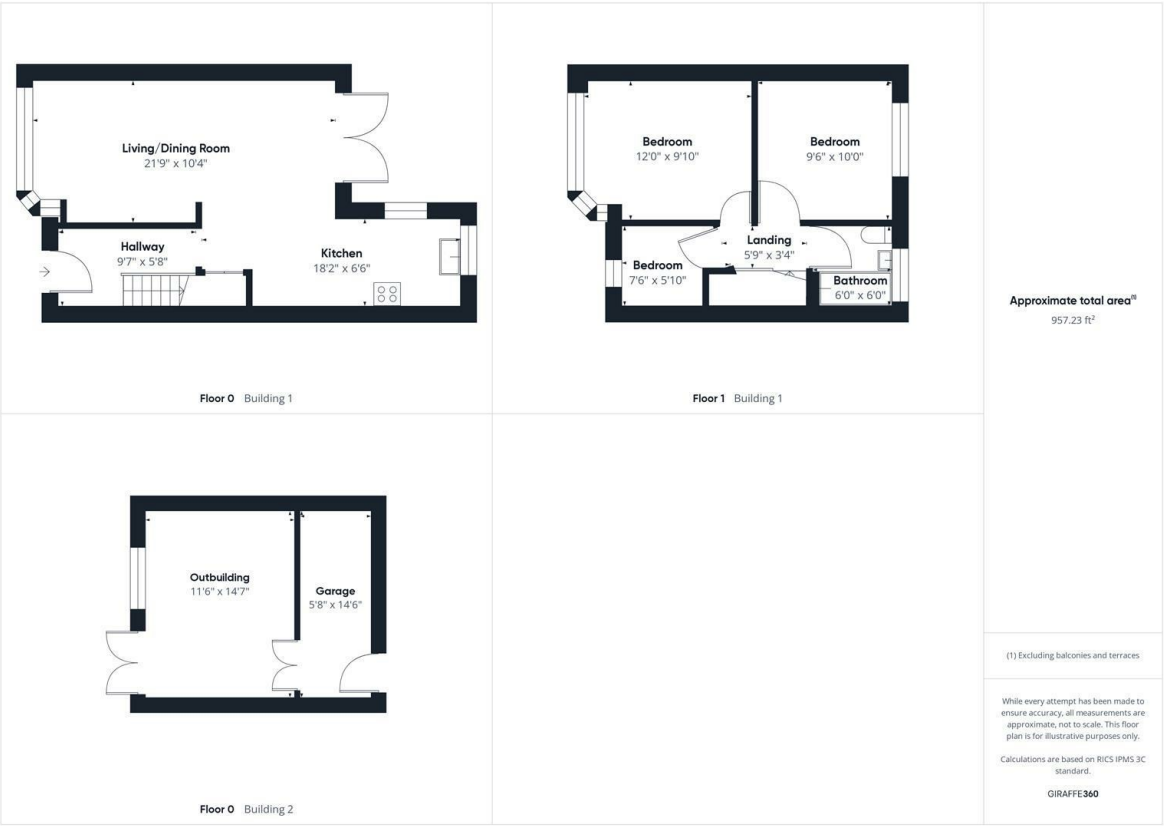 Living/Dining Room
21'9" x 10'4"
Hallway
9'7" x 5'8"
Kitchen
18'2" x 6'6"
Floor 0 Building 1
Bedroom
12'0" x 9'10"
Bedroom
9'6" x 10'0"
Landing
5'9" x 3'4"
Bedroom
7'6" x 5'10"
Bathroom
6'0" x 6'0"
Floor 1 Building 1
Outbuilding
11'6" x 14'7"
Garage
5'8" x 14'6"
Floor 0 Building 2
Approximate total area⁽¹⁾
957.23 ft²
(1) Excluding balconies and terraces
While every attempt has been made to
ensure accuracy, all measurements are
approximate, not to scale. This floor
plan is for illustrative purposes only.
Calculations are based on RICS IPMS 3C
standard.
GIRAFFE360